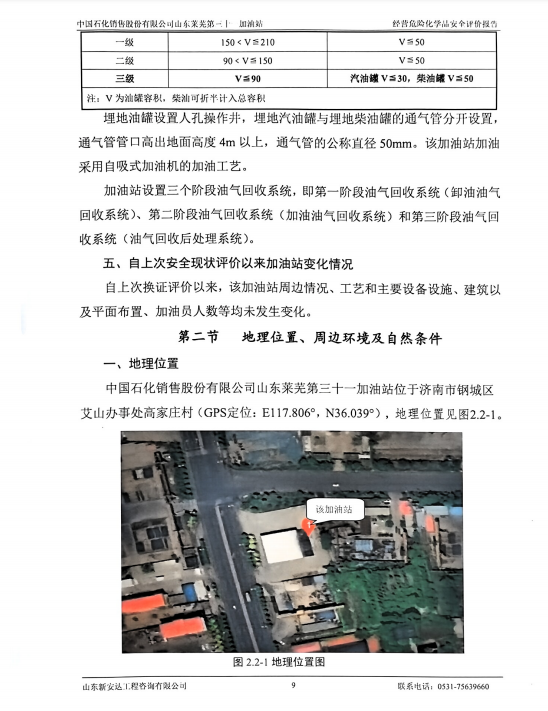 中国石化销售股份有限公司山东莱芜第三十 加油站 经营危险化学品安全评价报告
一级 150＜V≦210 V≦50
二级 90＜V≦150 V≦50
三级 V≦90 汽油罐 V≦30，柴油罐 V≦50
注：V 为油罐容积，柴油可折半计入总容积
埋地油罐设置人孔操作井，埋地汽油罐与埋地柴油罐的通气管分开设置，
通气管管口高出地面高度 4m 以上，通气管的公称直径 50mm。该加油站加油
采用自吸式加油机的加油工艺。
加油站设置三个阶段油气回收系统，即第一阶段油气回收系统（卸油油气
回收系统）、第二阶段油气回收系统（加油油气回收系统）和第三阶段油气回
收系统（油气回收后处理系统）。
五、自上次安全现状评价以来加油站变化情况
自上次换证评价以来，该加油站周边情况、工艺和主要设备设施、建筑以
及平面布置、加油员人数等均未发生变化。
第二节 地理位置、周边环境及自然条件
一、地理位置
中国石化销售股份有限公司山东莱芜第三十一加油站位于济南市钢城区
艾山办事处高家庄村（GPS定位：E117.806°，N36.039°），地理位置见图2.2-1。
该加油站
图 2.2-1 地理位置图
山东新安达工程咨询有限公司 9 联系电话：0531-75639660